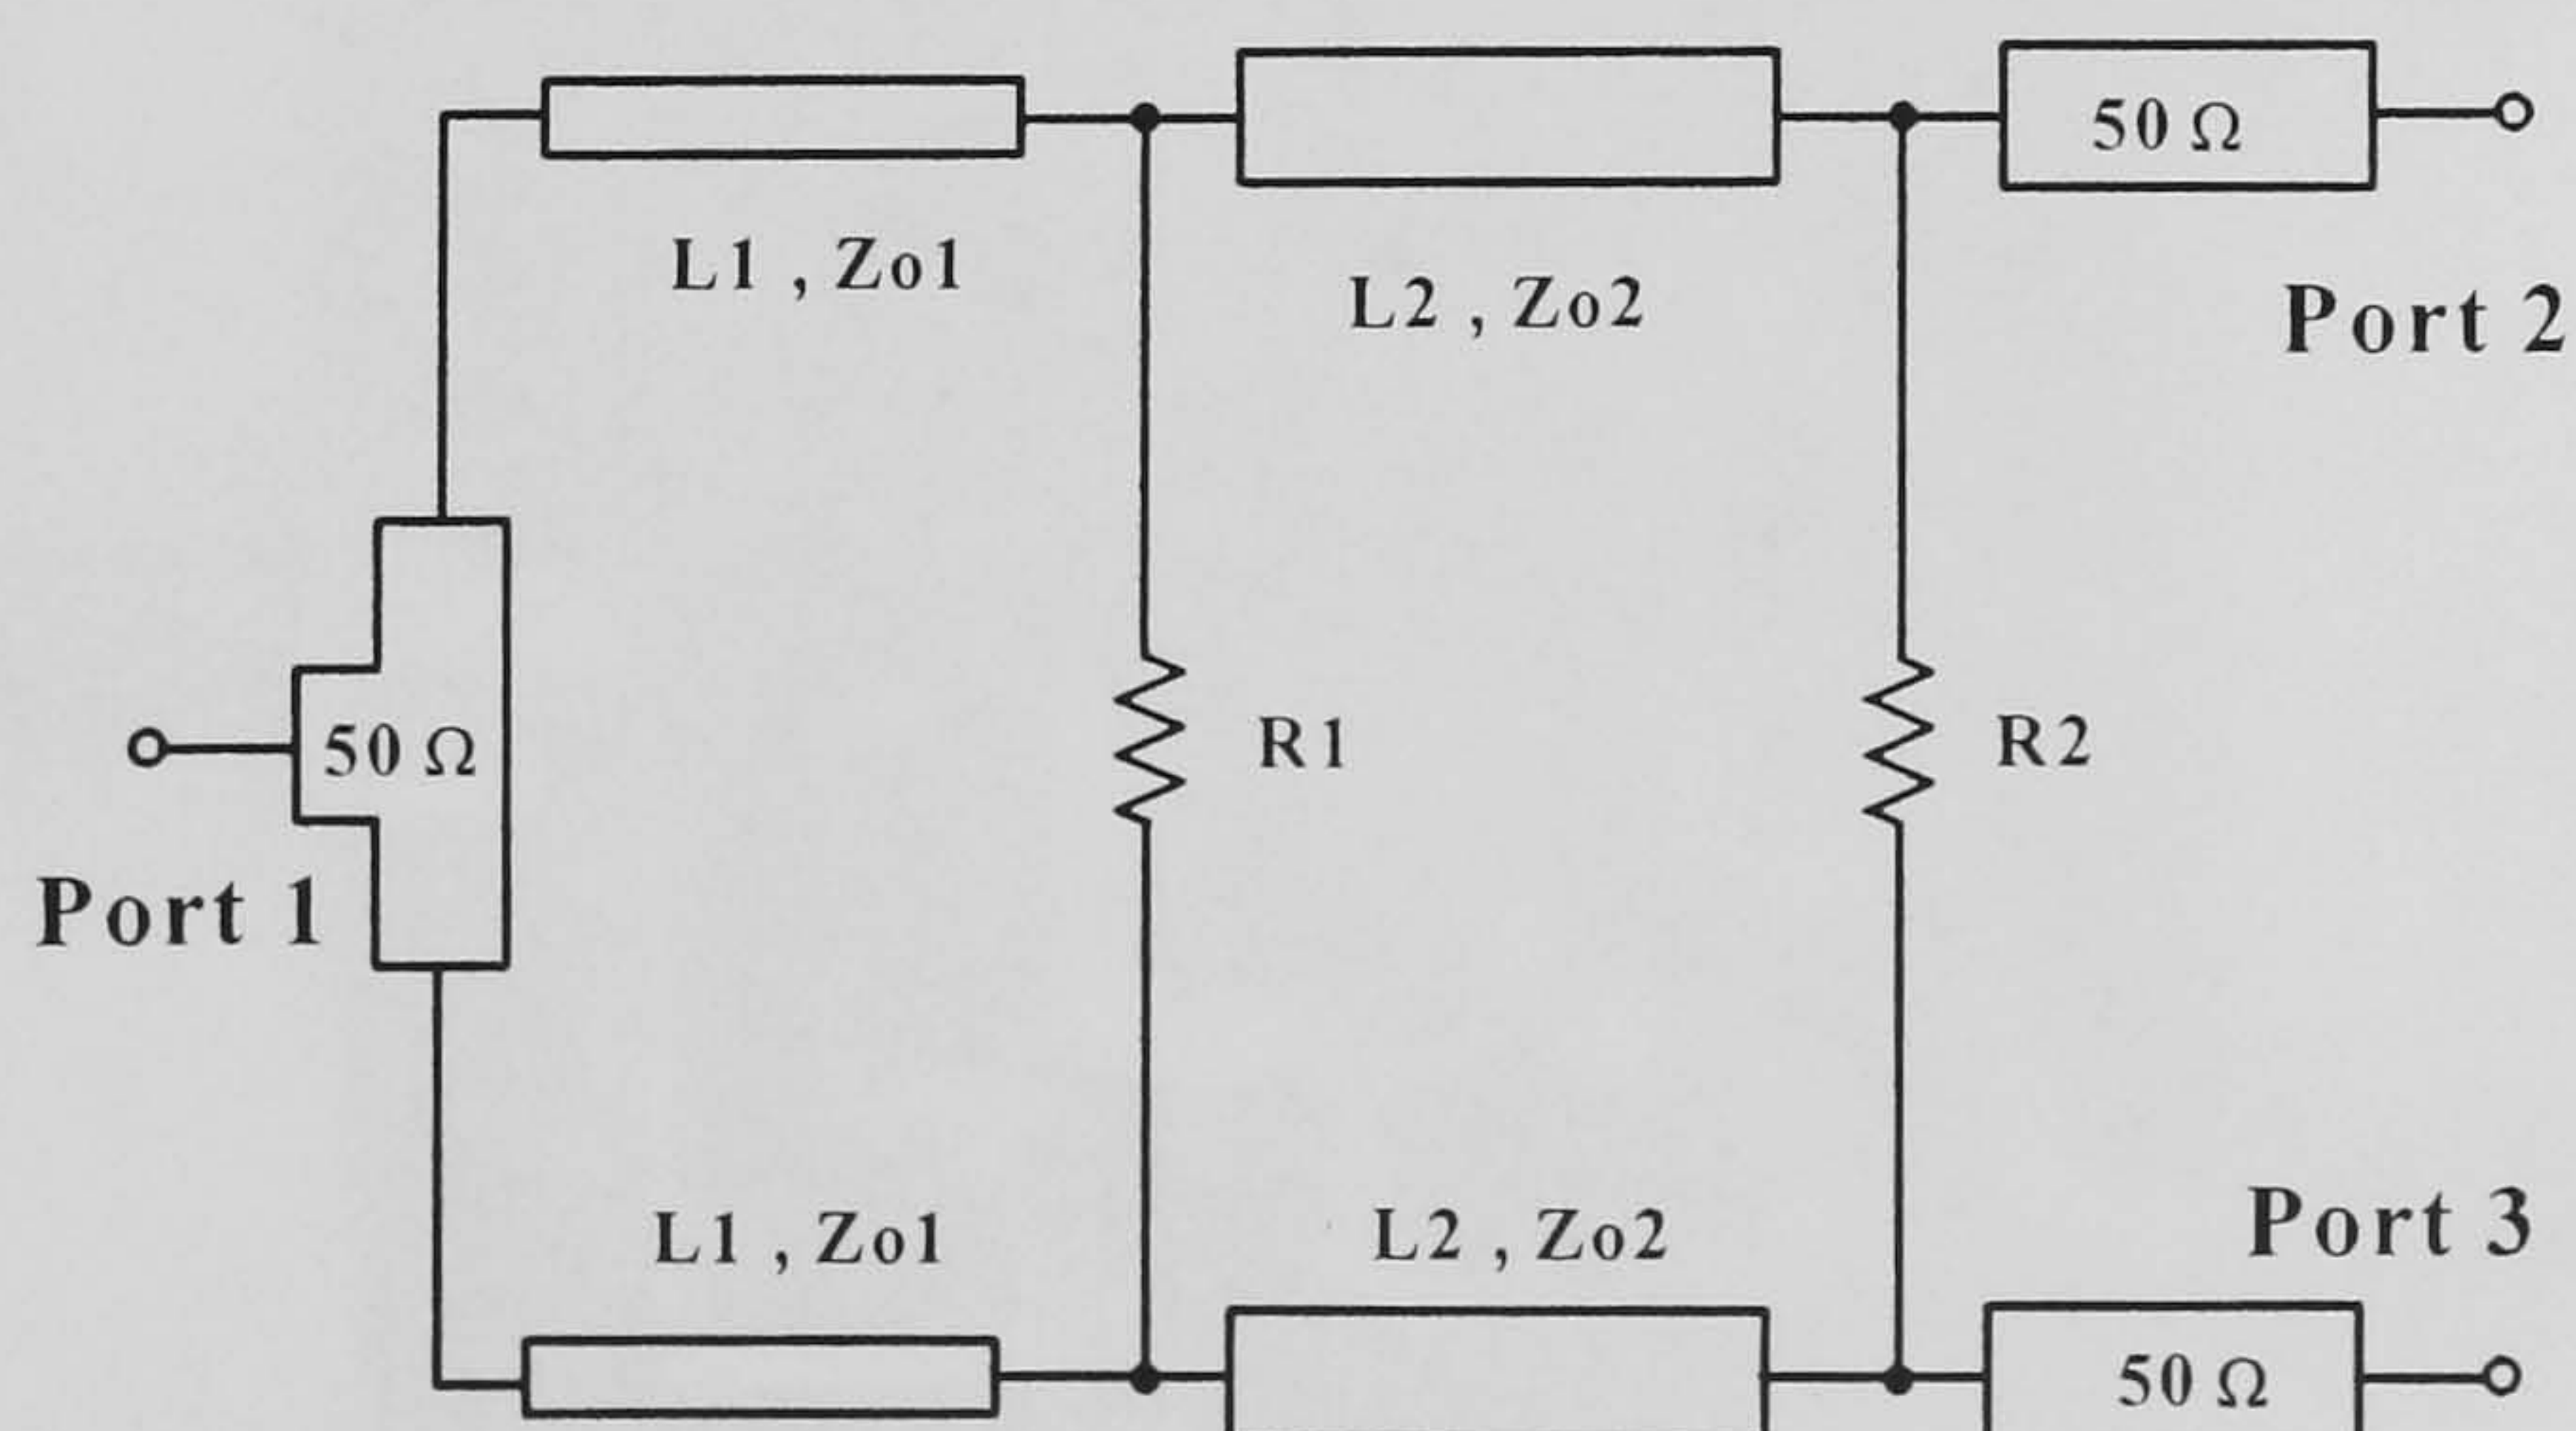 50 Ω
L1 , Zo1
L2 , Zo2
Port 2
50 Ω
R1
R2
Port 1
L1 , Zo1
L2 , Zo2
Port 3
50 Ω